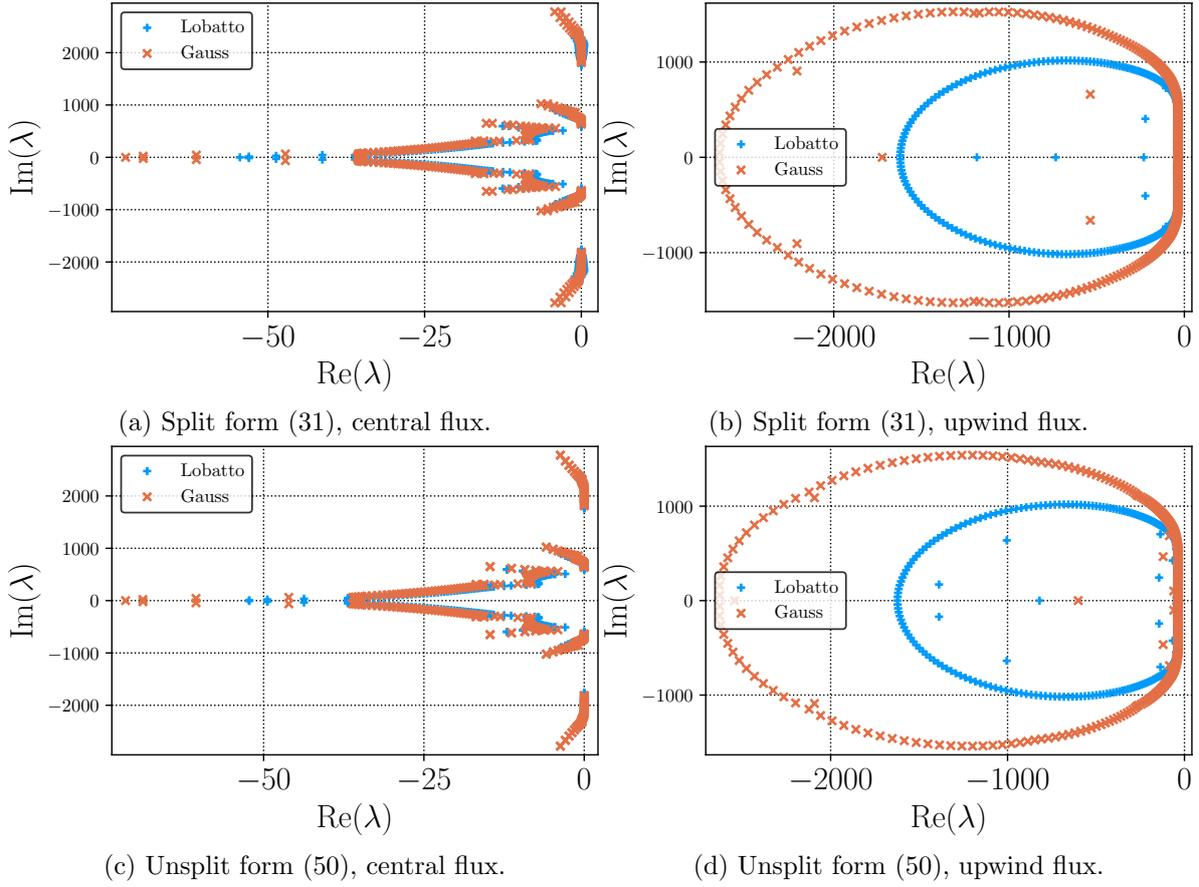 2000
1000
0
−1000
−2000
Im(λ)
Lobatto
Gauss
−50
−25
0
Re(λ)
(a) Split form (31), central flux.
1000
0
−1000
Im(λ)
Lobatto
Gauss
−2000
−1000
0
Re(λ)
(b) Split form (31), upwind flux.
2000
1000
0
−1000
−2000
Im(λ)
Lobatto
Gauss
−50
−25
0
Re(λ)
(c) Unsplit form (50), central flux.
1000
0
−1000
Im(λ)
Lobatto
Gauss
−2000
−1000
0
Re(λ)
(d) Unsplit form (50), upwind flux.